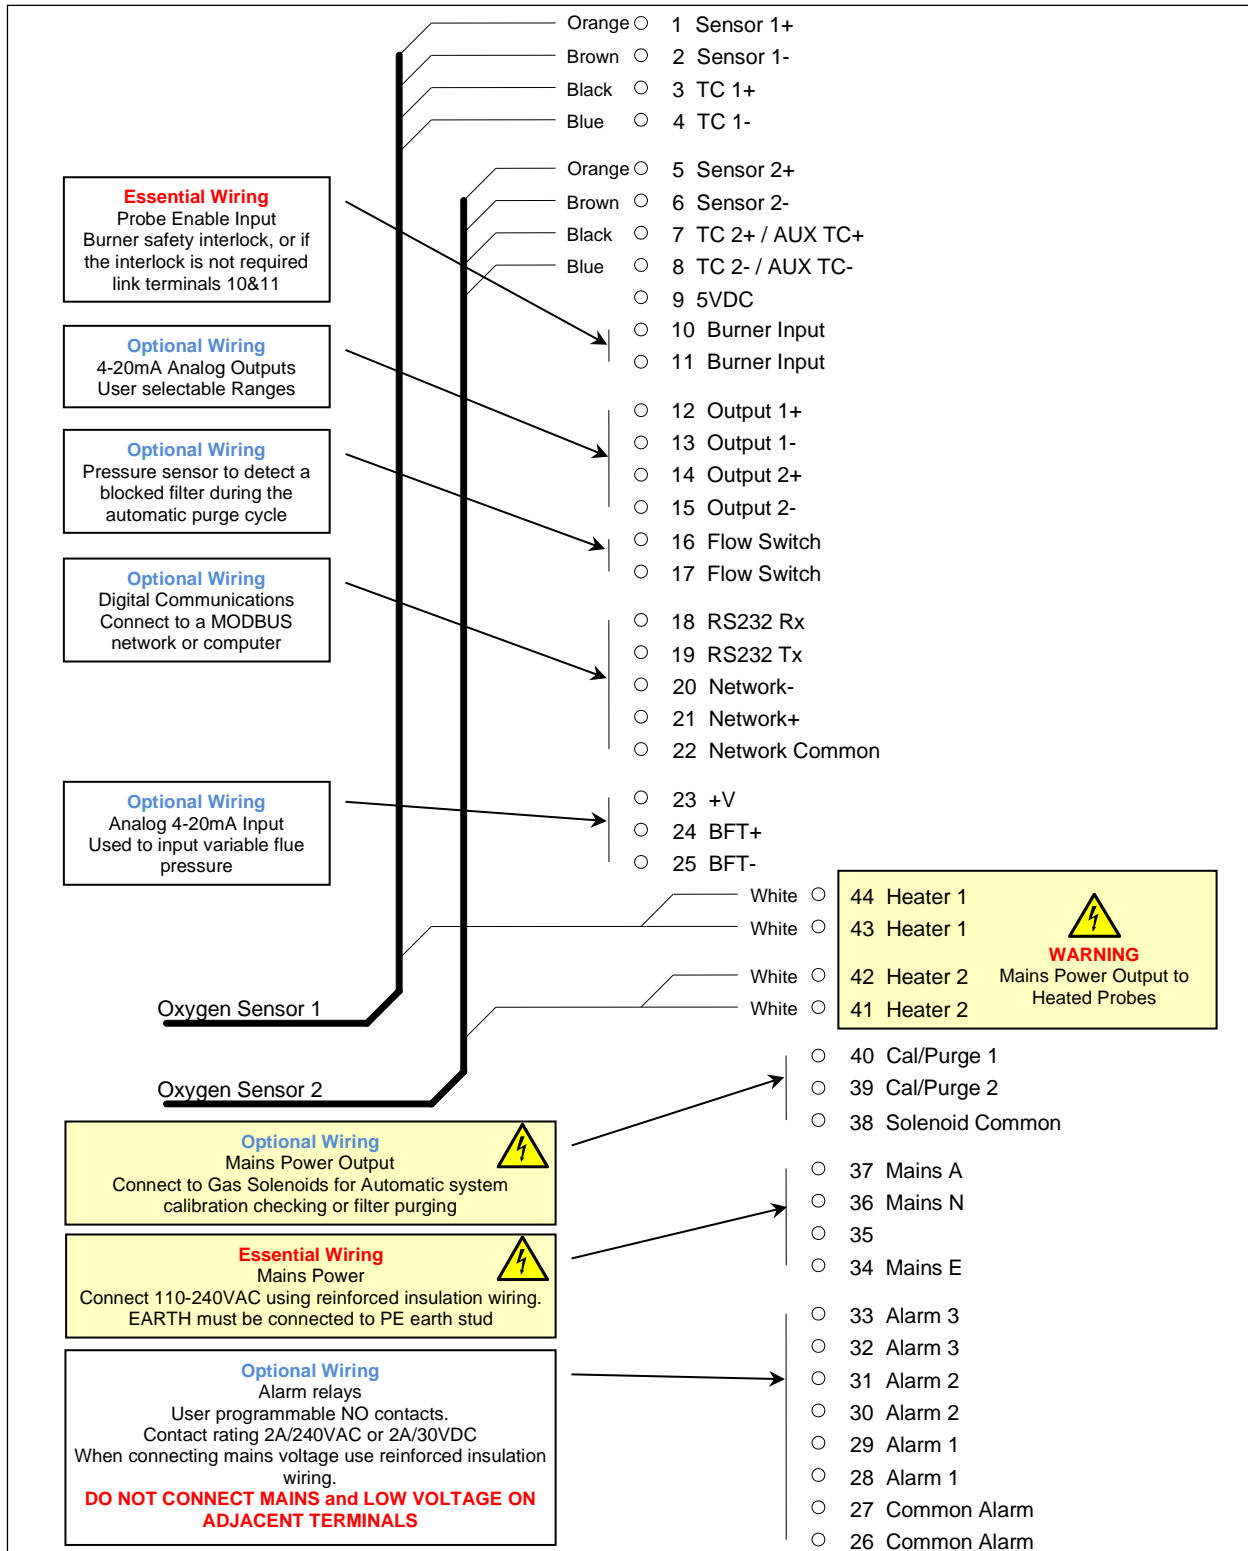 Orange 1 Sensor 1+
Brown 2 Sensor 1-
Black 3 TC 1+
Blue 4 TC 1-
Orange 5 Sensor 2+
Brown 6 Sensor 2-
Black 7 TC 2+ / AUX TC+
Blue 8 TC 2- / AUX TC-
9 5VDC
10 Burner Input
11 Burner Input
12 Output 1+
13 Output 1-
14 Output 2+
15 Output 2-
16 Flow Switch
17 Flow Switch
18 RS232 Rx
19 RS232 Tx
20 Network-
21 Network+
22 Network Common
23 +V
24 BFT+
25 BFT-
Essential Wiring
Probe Enable Input
Burner safety interlock, or if
the interlock is not required
link terminals 10&11
Optional Wiring
4-20mA Analog Outputs
User selectable Ranges
Optional Wiring
Pressure sensor to detect a
blocked filter during the
automatic purge cycle
Optional Wiring
Digital Communications
Connect to a MODBUS
network or computer
Optional Wiring
Analog 4-20mA Input
Used to input variable flue
pressure
White 44 Heater 1
White 43 Heater 1
White 42 Heater 2
White 41 Heater 2
WARNING
Mains Power Output to
Heated Probes
Oxygen Sensor 1
Oxygen Sensor 2
40 Cal/Purge 1
39 Cal/Purge 2
38 Solenoid Common
37 Mains A
36 Mains N
35
34 Mains E
33 Alarm 3
32 Alarm 3
31 Alarm 2
30 Alarm 2
29 Alarm 1
28 Alarm 1
27 Common Alarm
26 Common Alarm
Optional Wiring
Mains Power Output
Connect to Gas Solenoids for Automatic system
calibration checking or filter purging
Essential Wiring
Mains Power
Connect 110-240VAC using reinforced insulation wiring.
EARTH must be connected to PE earth stud
Optional Wiring
Alarm relays
User programmable NO contacts.
Contact rating 2A/240VAC or 2A/30VDC
When connecting mains voltage use reinforced insulation
wiring.
DO NOT CONNECT MAINS and LOW VOLTAGE ON
ADJACENT TERMINALS